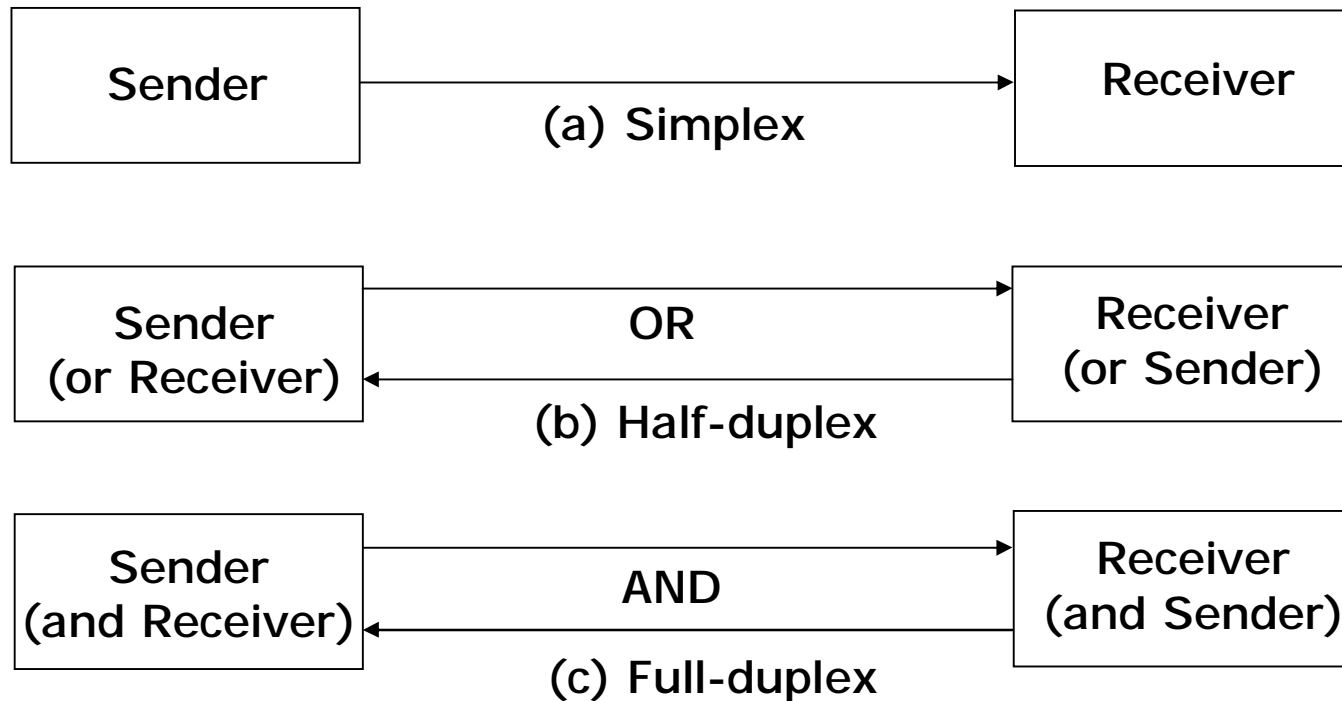 Sender
Receiver
(a) Simplex
Sender
(or Receiver)
OR
Receiver
(or Sender)
(b) Half-duplex
Sender
(and Receiver)
AND
Receiver
(and Sender)
(c) Full-duplex